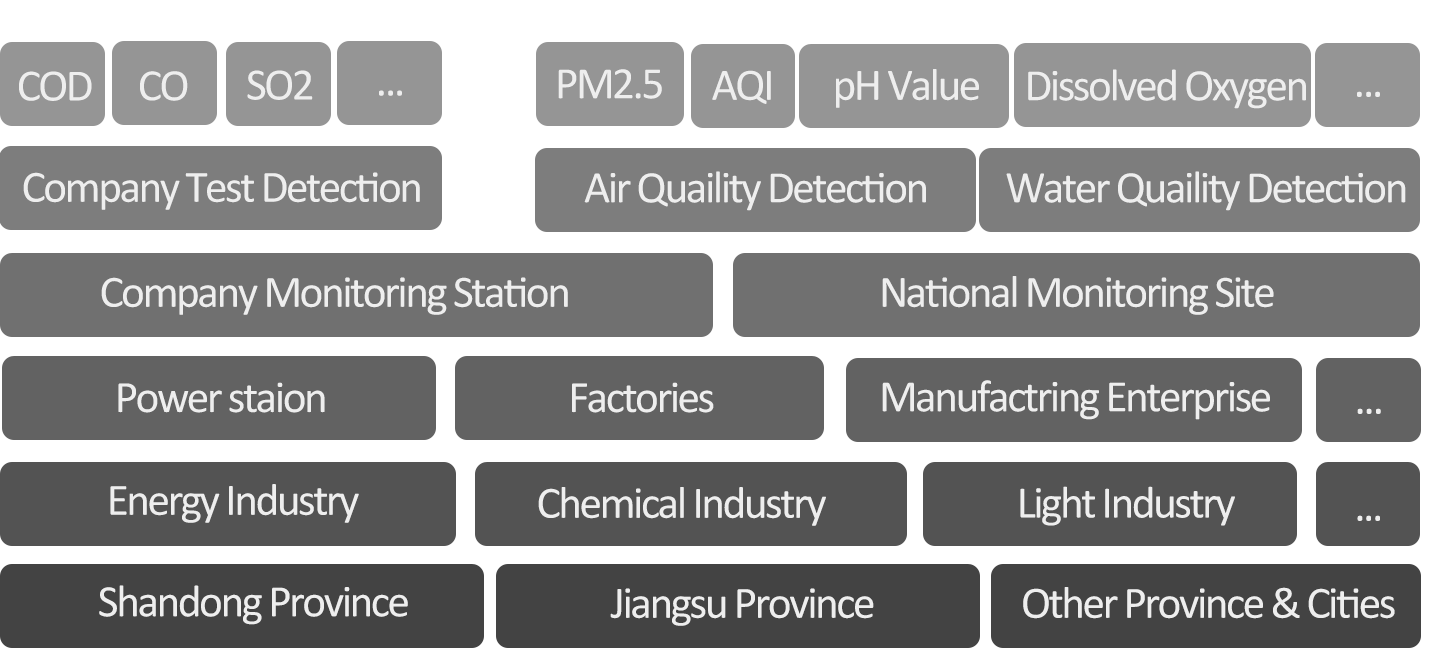 COD CO SO2 ... PM2.5 AQI pH Value Dissolved Oxygen ...
Company Test Detection Air Quaility Detection Water Quaility Detection
Company Monitoring Station National Monitoring Site
Power staion Factories Manufactring Enterprise ...
Energy Industry Chemical Industry Light Industry ...
Shandong Province Jiangsu Province Other Province & Cities